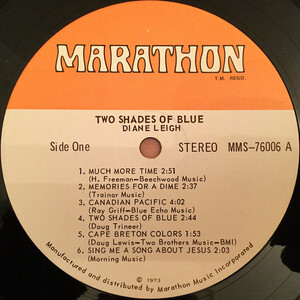 MARATHON
T.M. REGD.
TWO SHADES OF BLUE
DIANE LEIGH
Side One
STEREO MMS-76006 A
1. MUCH MORE TIME 2:51
(H. Freeman-Beechwood Music)
2. MEMORIES FOR A DIME 2:37
(Trainor Music)
3. CANADIAN PACIFIC 4:02
(Ray Griff-Blue Echo Music)
4. TWO SHADES OF BLUE 2:44
(Doug Trineer)
5. CAPE BRETON COLORS 1:53
(Doug Lewis-Two Brothers Music-BMI)
6. SING ME A SONG ABOUT JESUS 2:03
(Morning Music)
℗ 1973
Manufactured and distributed by Marathon Music Incorporated